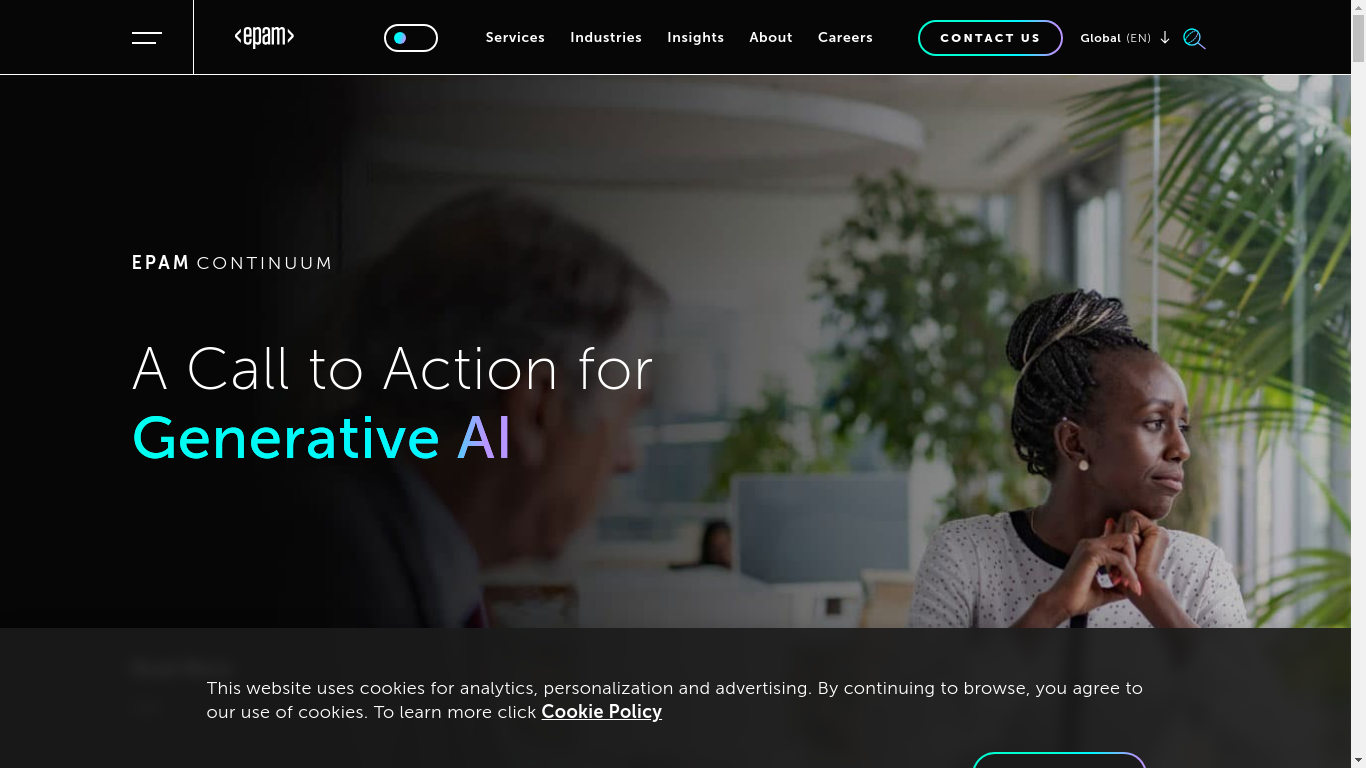 <epam>
Services
Industries
Insights
About
Careers
CONTACT US
Global (EN)
EPAM CONTINUUM
A Call to Action for
Generative AI
This website uses cookies for analytics, personalization and advertising. By continuing to browse, you agree to
our use of cookies. To learn more click Cookie Policy